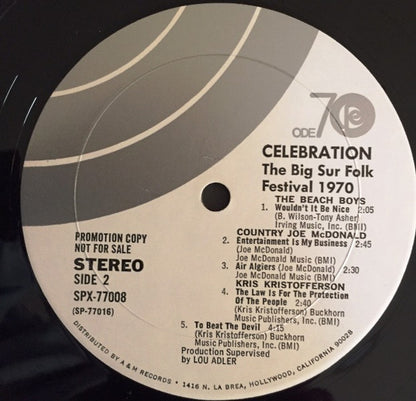 ODE 70
CELEBRATION
The Big Sur Folk
Festival 1970
THE BEACH BOYS
1. Wouldn't It Be Nice 2:05
(B. Wilson-Tony Asher)
Irving Music, Inc. (BMI)
COUNTRY JOE McDONALD
2. Entertainment Is My Business 2:45
(Joe McDonald)
Joe McDonald Music (BMI)
3. Air Algiers (Joe McDonald) 2:30
Joe McDonald Music (BMI)
KRIS KRISTOFFERSON
4. The Law Is For The Protection
Of The People 2:40
(Kris Kristofferson) Buckhorn
Music Publishers, Inc. (BMI)
5. To Beat The Devil 4:15
(Kris Kristofferson) Buckhorn
Music Publishers, Inc. (BMI)
Production Supervised
by LOU ADLER
PROMOTION COPY
NOT FOR SALE
STEREO
SIDE 2
SPX-77008
(SP-77016)
DISTRIBUTED BY A & M RECORDS • 1416 N. LA BREA, HOLLYWOOD, CALIFORNIA 90028